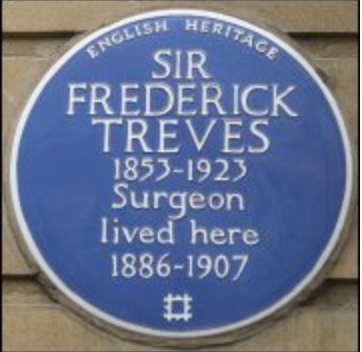 ENGLISH HERITAGE
SIR
FREDERICK
TREVES
1853-1923
Surgeon
lived here
1886-1907